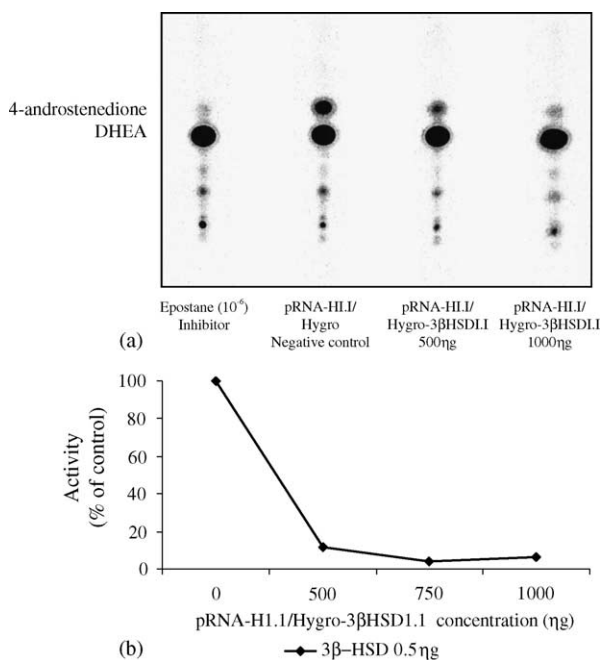 4-androstenedione
DHEA
Epostane (10⁻⁶)
Inhibitor
pRNA-HI.I/
Hygro
Negative control
pRNA-HI.I/
Hygro-3βHSDI.I
500ηg
pRNA-HI.I/
Hygro-3βHSDI.I
1000ηg
(a)
Activity
(% of control)
100
80
60
40
20
0
0 500 750 1000
pRNA-H1.1/Hygro-3βHSD1.1 concentration (ηg)
(b)
3β-HSD 0.5ηg